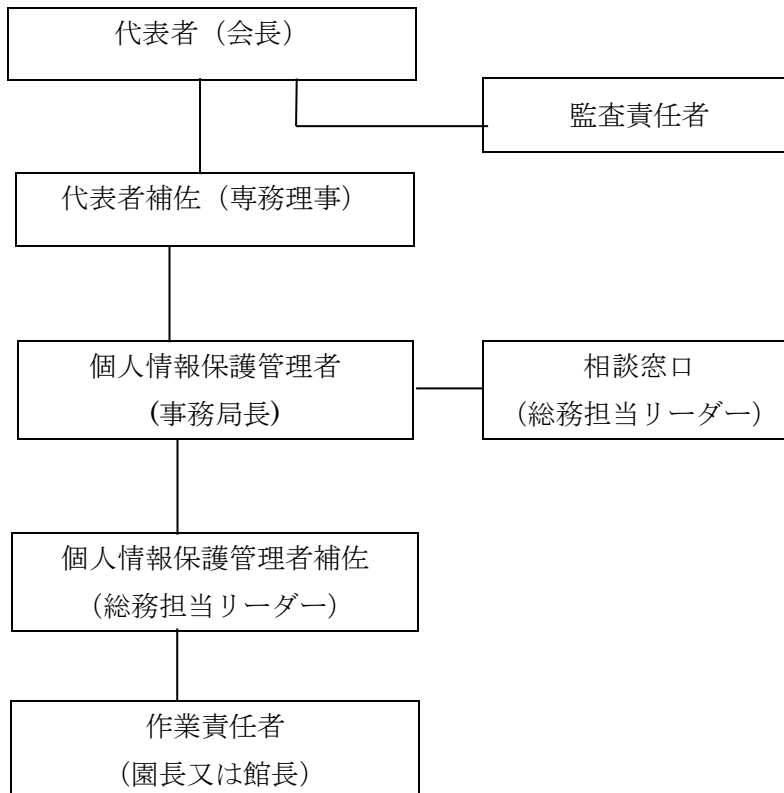 代表者（会長）
監査責任者
代表者補佐（専務理事）
個人情報保護管理者
(事務局長)
相談窓口
（総務担当リーダー）
個人情報保護管理者補佐
（総務担当リーダー）
作業責任者
（園長又は館長）